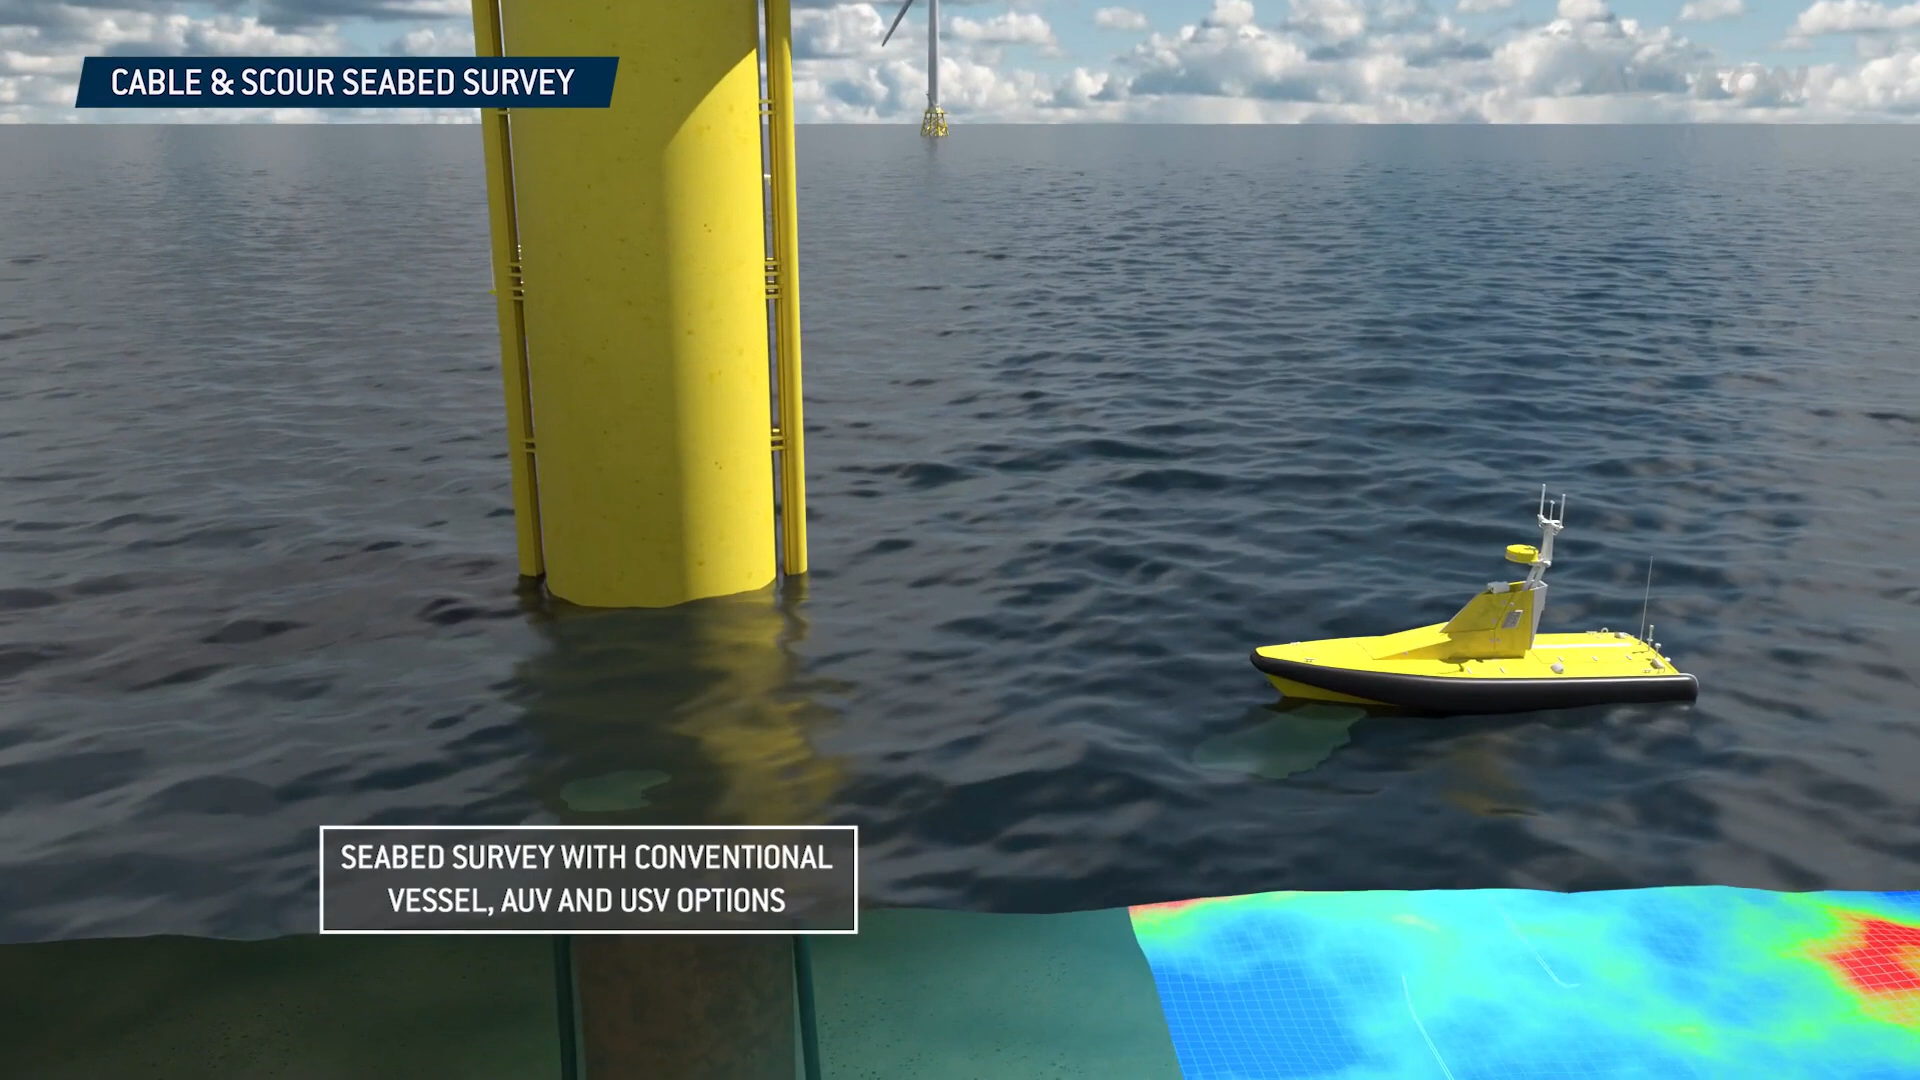 CABLE & SCOUR SEABED SURVEY
SEABED SURVEY WITH CONVENTIONAL
VESSEL, AUV AND USV OPTIONS